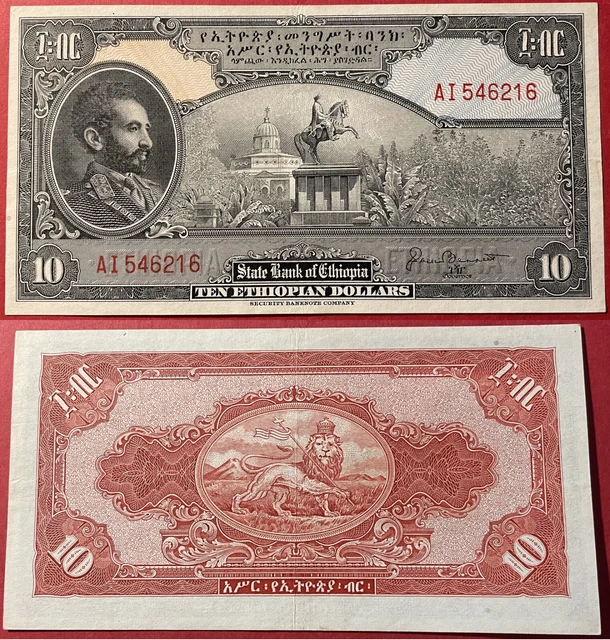 የኢትዮጵያ፡መንግሥት፡ባንክ፡
አሥር፡የኢትዮጵያ፡ብር፡
፲፡ብር
፲፡ብር
AI 546216
ETHIOPIA
10
AI 546216
State Bank of Ethiopia
10
TEN ETHIOPIAN DOLLARS
SECURITY BANKNOTE COMPANY
፲፡ብር
፲፡ብር
10
10
አሥር፡የኢትዮጵያ፡ብር፡